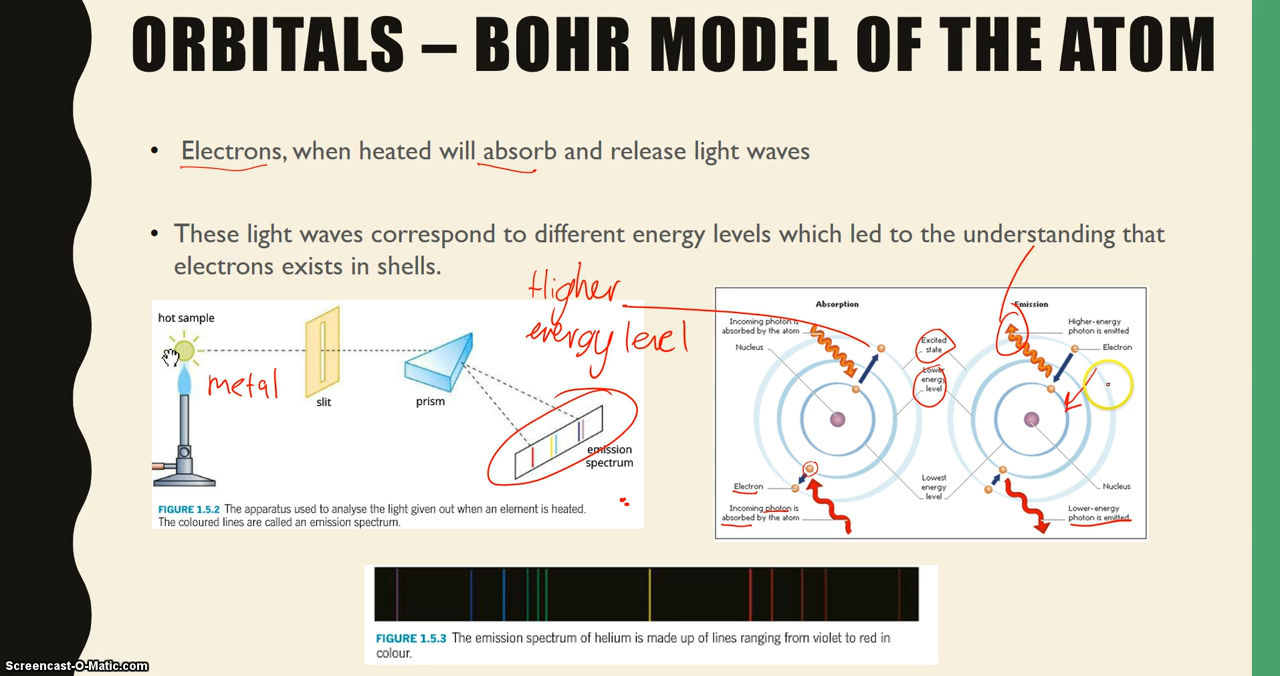 ORBITALS – BOHR MODEL OF THE ATOM
• Electrons, when heated will absorb and release light waves
• These light waves correspond to different energy levels which led to the understanding that
electrons exists in shells.
Higher
energy level
hot sample
metal
slit
prism
emission
spectrum
FIGURE 1.5.2 The apparatus used to analyse the light given out when an element is heated.
The coloured lines are called an emission spectrum.
Absorption
Emission
Incoming photon is
absorbed by the atom
Nucleus
Excited
state
Lower
energy
level
Higher-energy
photon is emitted
Electron
Electron
Incoming photon is
absorbed by the atom
Lowest
energy
level
Nucleus
Lower-energy
photon is emitted
FIGURE 1.5.3 The emission spectrum of helium is made up of lines ranging from violet to red in
colour.
Screencast-O-Matic.com